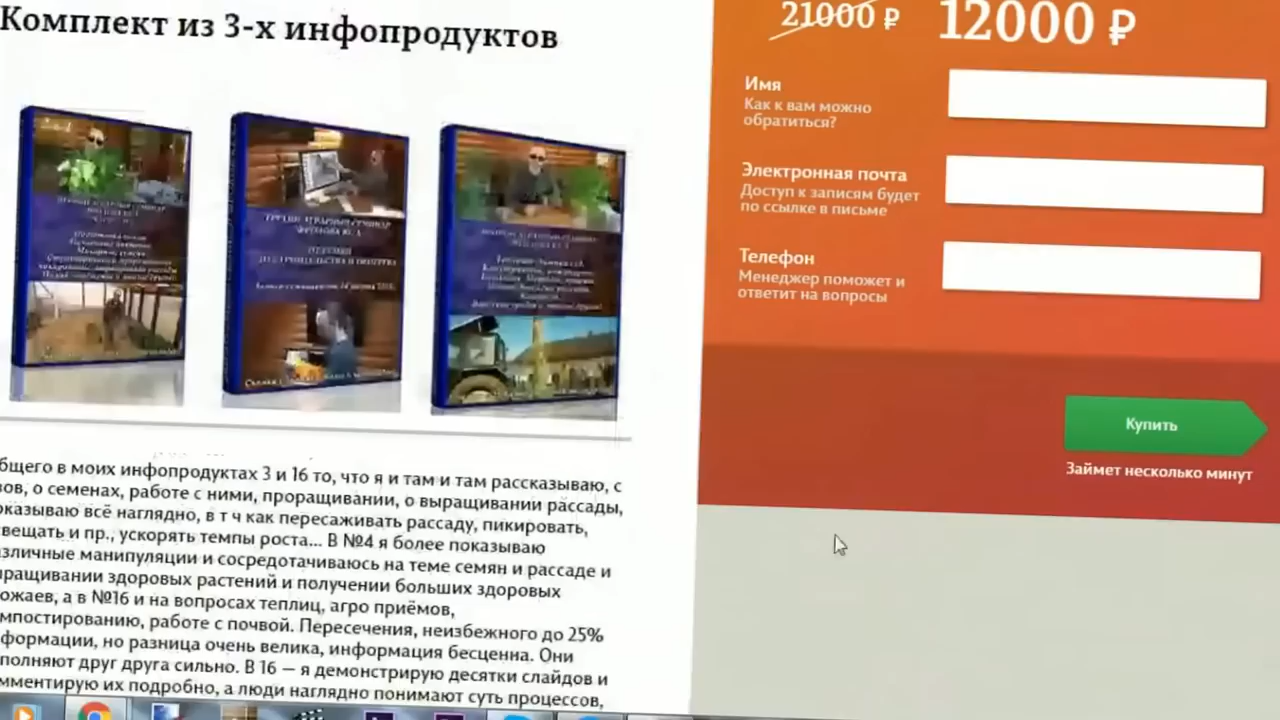 Комплект из 3-х инфопродуктов
21000 ₽ 12000 ₽
Имя
Как к вам можно
обратиться?
Электронная почта
Доступ к записям будет
по ссылке в письме
Телефон
Менеджер поможет и
ответит на вопросы
Купить
Займет несколько минут
бщего в моих инфопродуктах 3 и 16 то, что я и там и там рассказываю, с
зов, о семенах, работе с ними, проращивании, о выращивании рассады,
оказываю всё наглядно, в т ч как пересаживать рассаду, пикировать,
вещать и пр., ускорять темпы роста... В №4 я более показываю
зличные манипуляции и сосредотачиваюсь на теме семян и рассаде и
ращивании здоровых растений и получении больших здоровых
ожаев, а в №16 и на вопросах теплиц, агро приёмов,
мпостированию, работе с почвой. Пересечения, неизбежного до 25%
формации, но разница очень велика, информация бесценна. Они
полняют друг друга сильно. В 16 — я демонстрирую десятки слайдов и
мментирую их подробно, а люди наглядно понимают суть процессов,